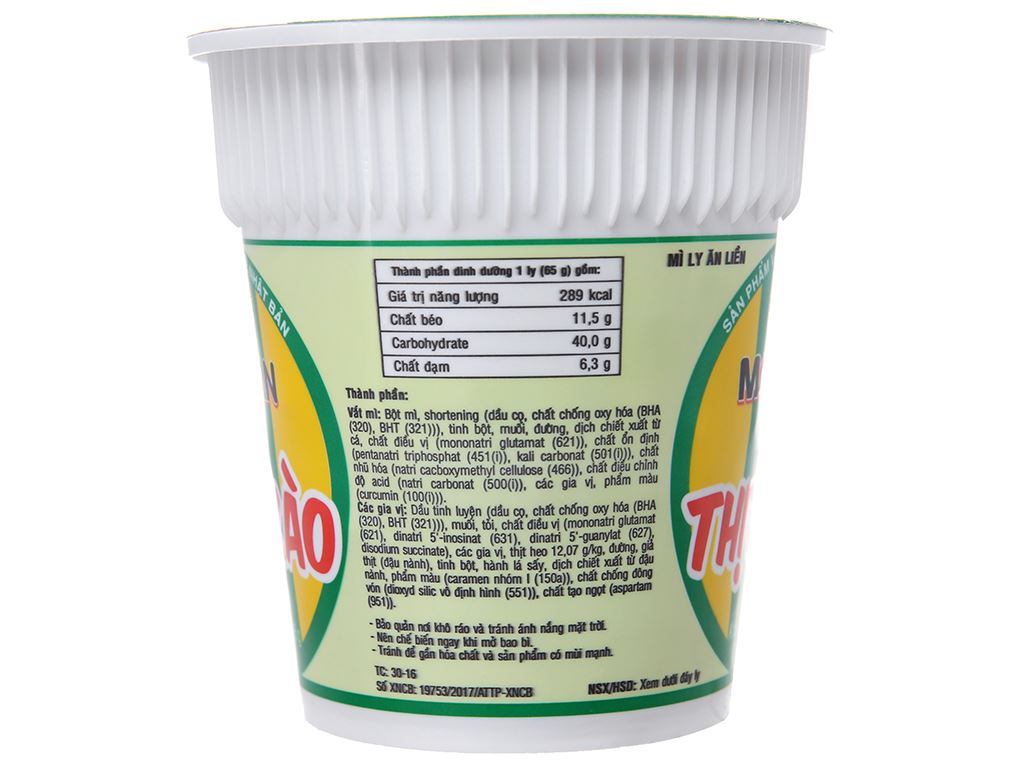 MÌ LY ĂN LIỀN
Thành phần dinh dưỡng 1 ly (65 g) gồm:
Giá trị năng lượng 289 kcal
Chất béo 11,5 g
Carbohydrate 40,0 g
Chất đạm 6,3 g
Thành phần:
Vắt mì: Bột mì, shortening (dầu cọ, chất chống oxy hóa (BHA
(320), BHT (321))), tinh bột, muối, đường, dịch chiết xuất từ
cá, chất điều vị (mononatri glutamat (621)), chất ổn định
(pentanatri triphosphat (451(i)), kali carbonat (501(i))), chất
nhũ hóa (natri cacboxymethyl cellulose (466)), chất điều chỉnh
độ acid (natri carbonat (500(i)), các gia vị, phẩm màu
(curcumin (100(i))).
Các gia vị: Dầu tinh luyện (dầu cọ, chất chống oxy hóa (BHA
(320), BHT (321))), muối, tỏi, chất điều vị (mononatri glutamat
(621), dinatri 5'-inosinat (631), dinatri 5'-guanylat (627),
disodium succinate), các gia vị, thịt heo 12,07 g/kg, đường, giả
thịt (đậu nành), tinh bột, hành lá sấy, dịch chiết xuất từ đậu
nành, phẩm màu (caramen nhóm I (150a)), chất chống đông
vón (dioxyd silic vô định hình (551)), chất tạo ngọt (aspartam
(951)).
- Bảo quản nơi khô ráo và tránh ánh nắng mặt trời.
- Nên chế biến ngay khi mở bao bì.
- Tránh để gần hóa chất và sản phẩm có mùi mạnh.
TC: 30-16
Số XNCB: 19753/2017/ATTP-XNCB
NSX/HSD: Xem dưới đáy ly
NHẬT BẢN
ĐÀO
SẢN PHẨM
THỊ